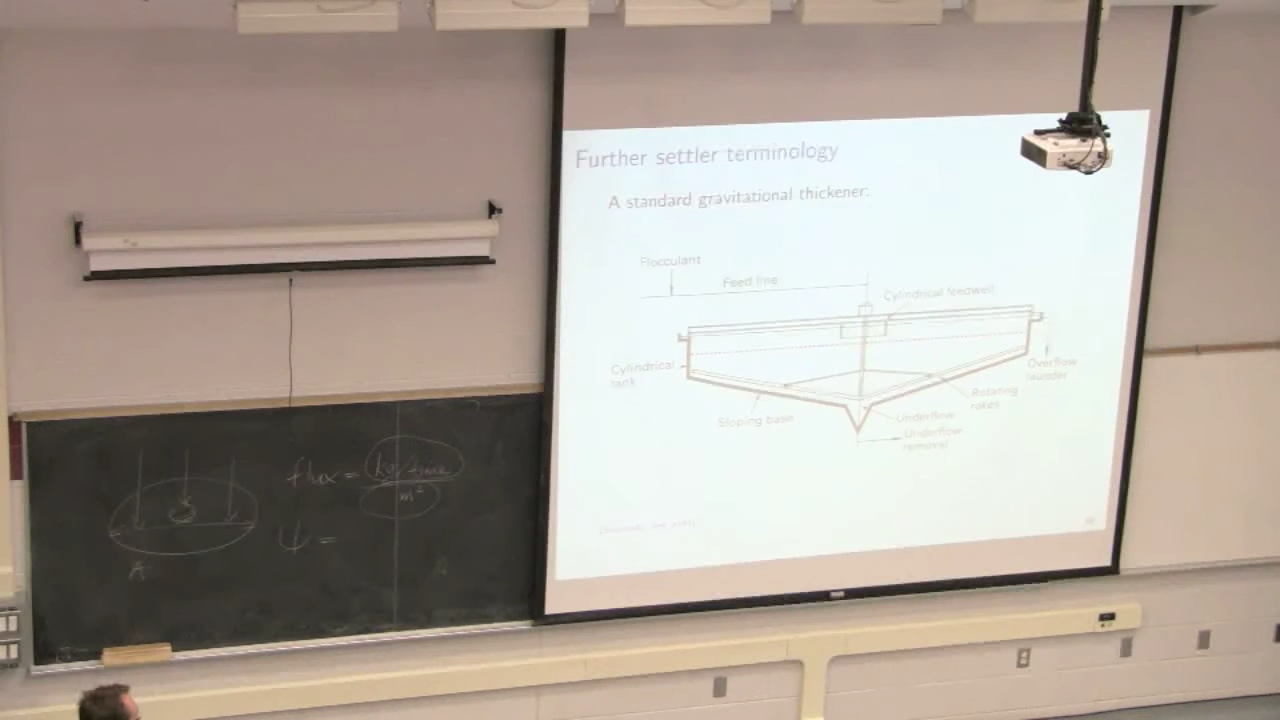 Further settler terminology
A standard gravitational thickener:
Flocculant
Feed line
Cylindrical feedwell
Cylindrical
tank
Overflow
launder
Rotating
rakes
Sloping base
Underflow
Underflow
removal
flux = kg/time
m²
ψ =
A